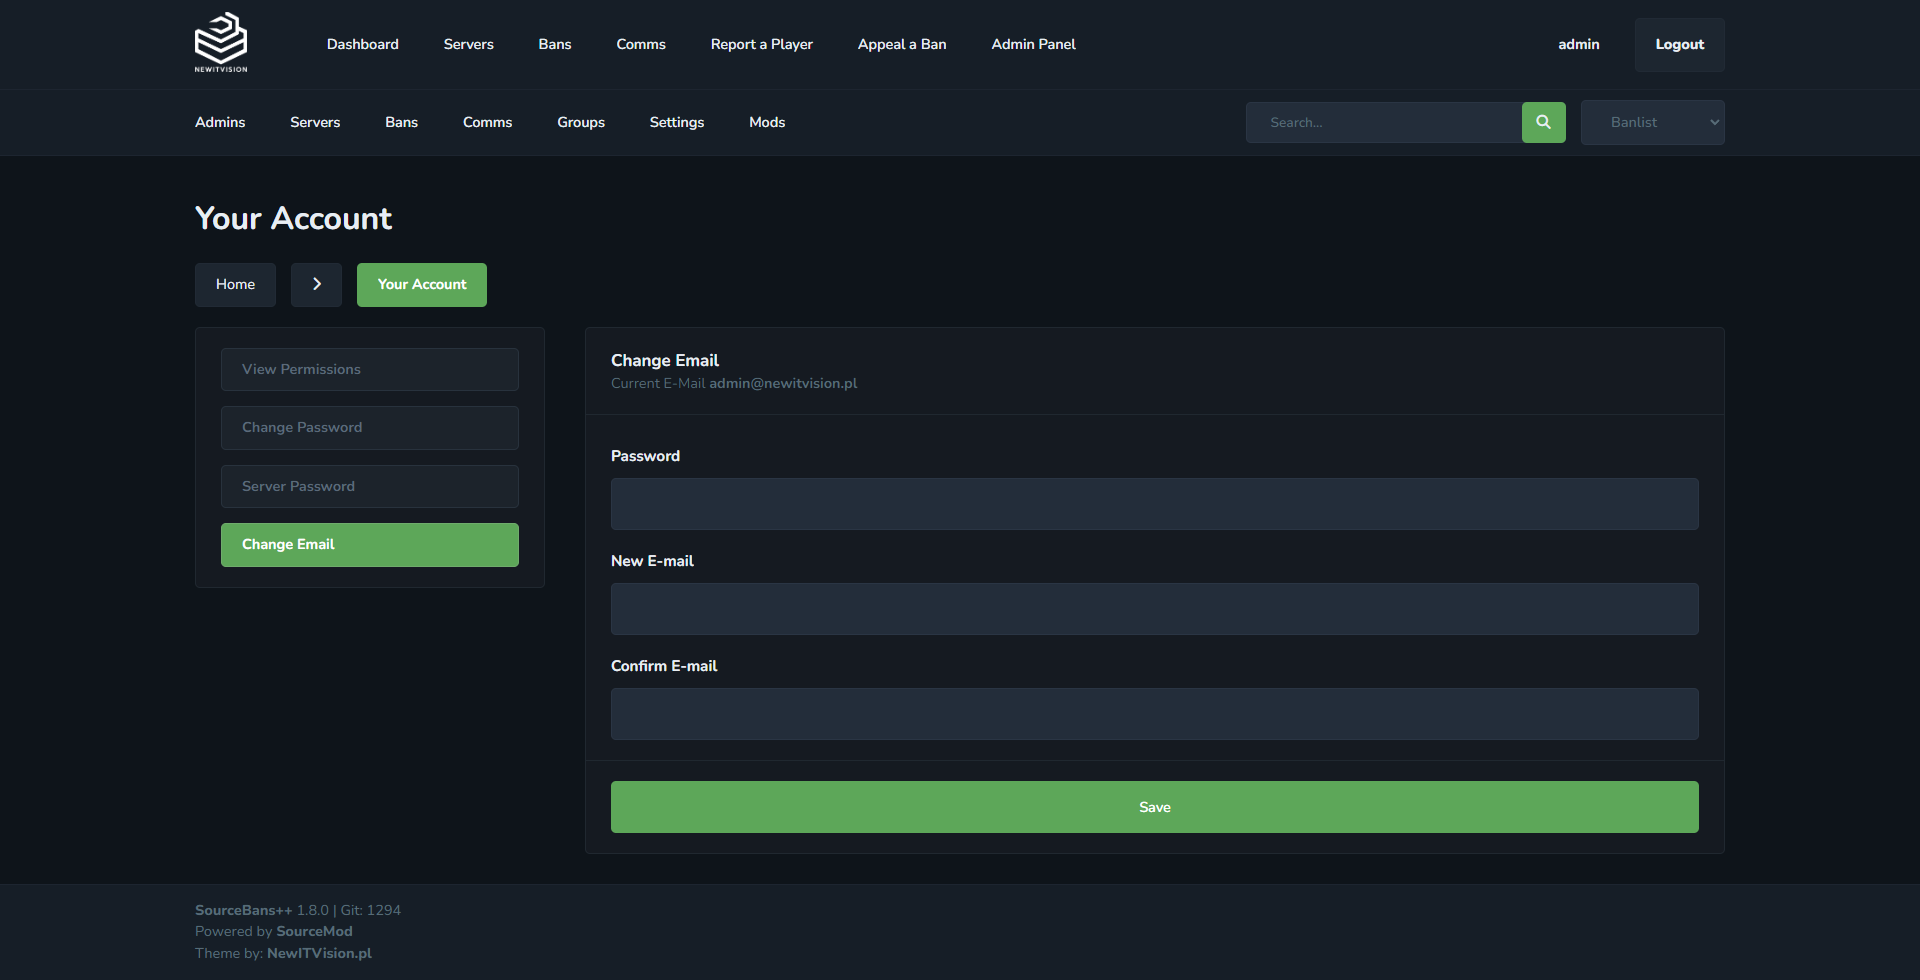 NEWITVISION
Dashboard Servers Bans Comms Report a Player Appeal a Ban Admin Panel admin Logout
Admins Servers Bans Comms Groups Settings Mods Search... Banlist
Your Account
Home Your Account
View Permissions
Change Password
Server Password
Change Email
Change Email
Current E-Mail admin@newitvision.pl
Password
New E-mail
Confirm E-mail
Save
SourceBans++ 1.8.0 | Git: 1294
Powered by SourceMod
Theme by: NewITVision.pl